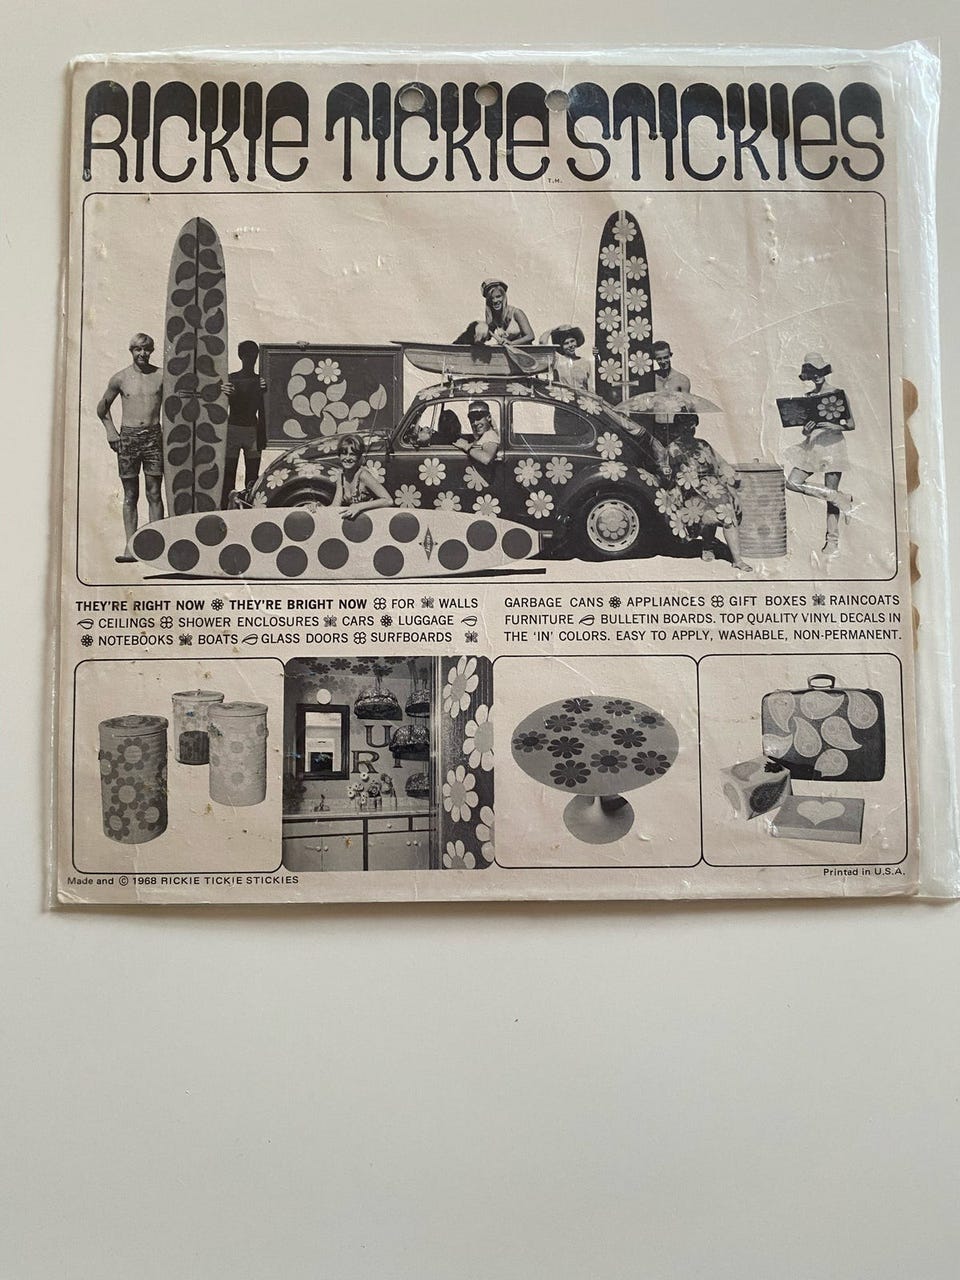 RICKIE TICKIE STICKIES
T.M.
THEY'RE RIGHT NOW THEY'RE BRIGHT NOW FOR WALLS
CEILINGS SHOWER ENCLOSURES CARS LUGGAGE
NOTEBOOKS BOATS GLASS DOORS SURFBOARDS
GARBAGE CANS APPLIANCES GIFT BOXES RAINCOATS
FURNITURE BULLETIN BOARDS. TOP QUALITY VINYL DECALS IN
THE 'IN' COLORS. EASY TO APPLY, WASHABLE, NON-PERMANENT.
U
R
Made and © 1968 RICKIE TICKIE STICKIES
Printed in U.S.A.